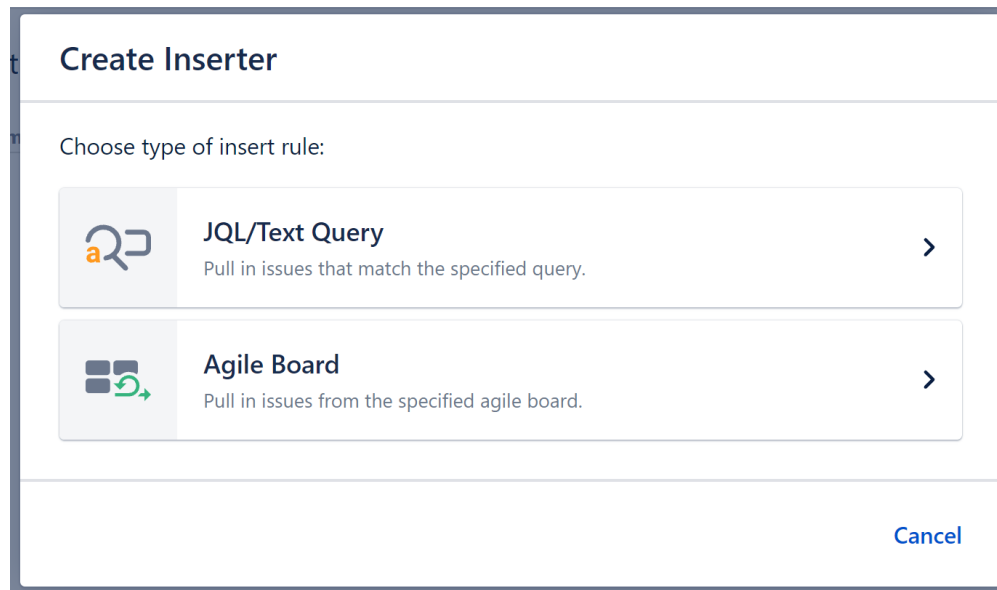 Create Inserter
Choose type of insert rule:
JQL/Text Query
Pull in issues that match the specified query.
Agile Board
Pull in issues from the specified agile board.
Cancel